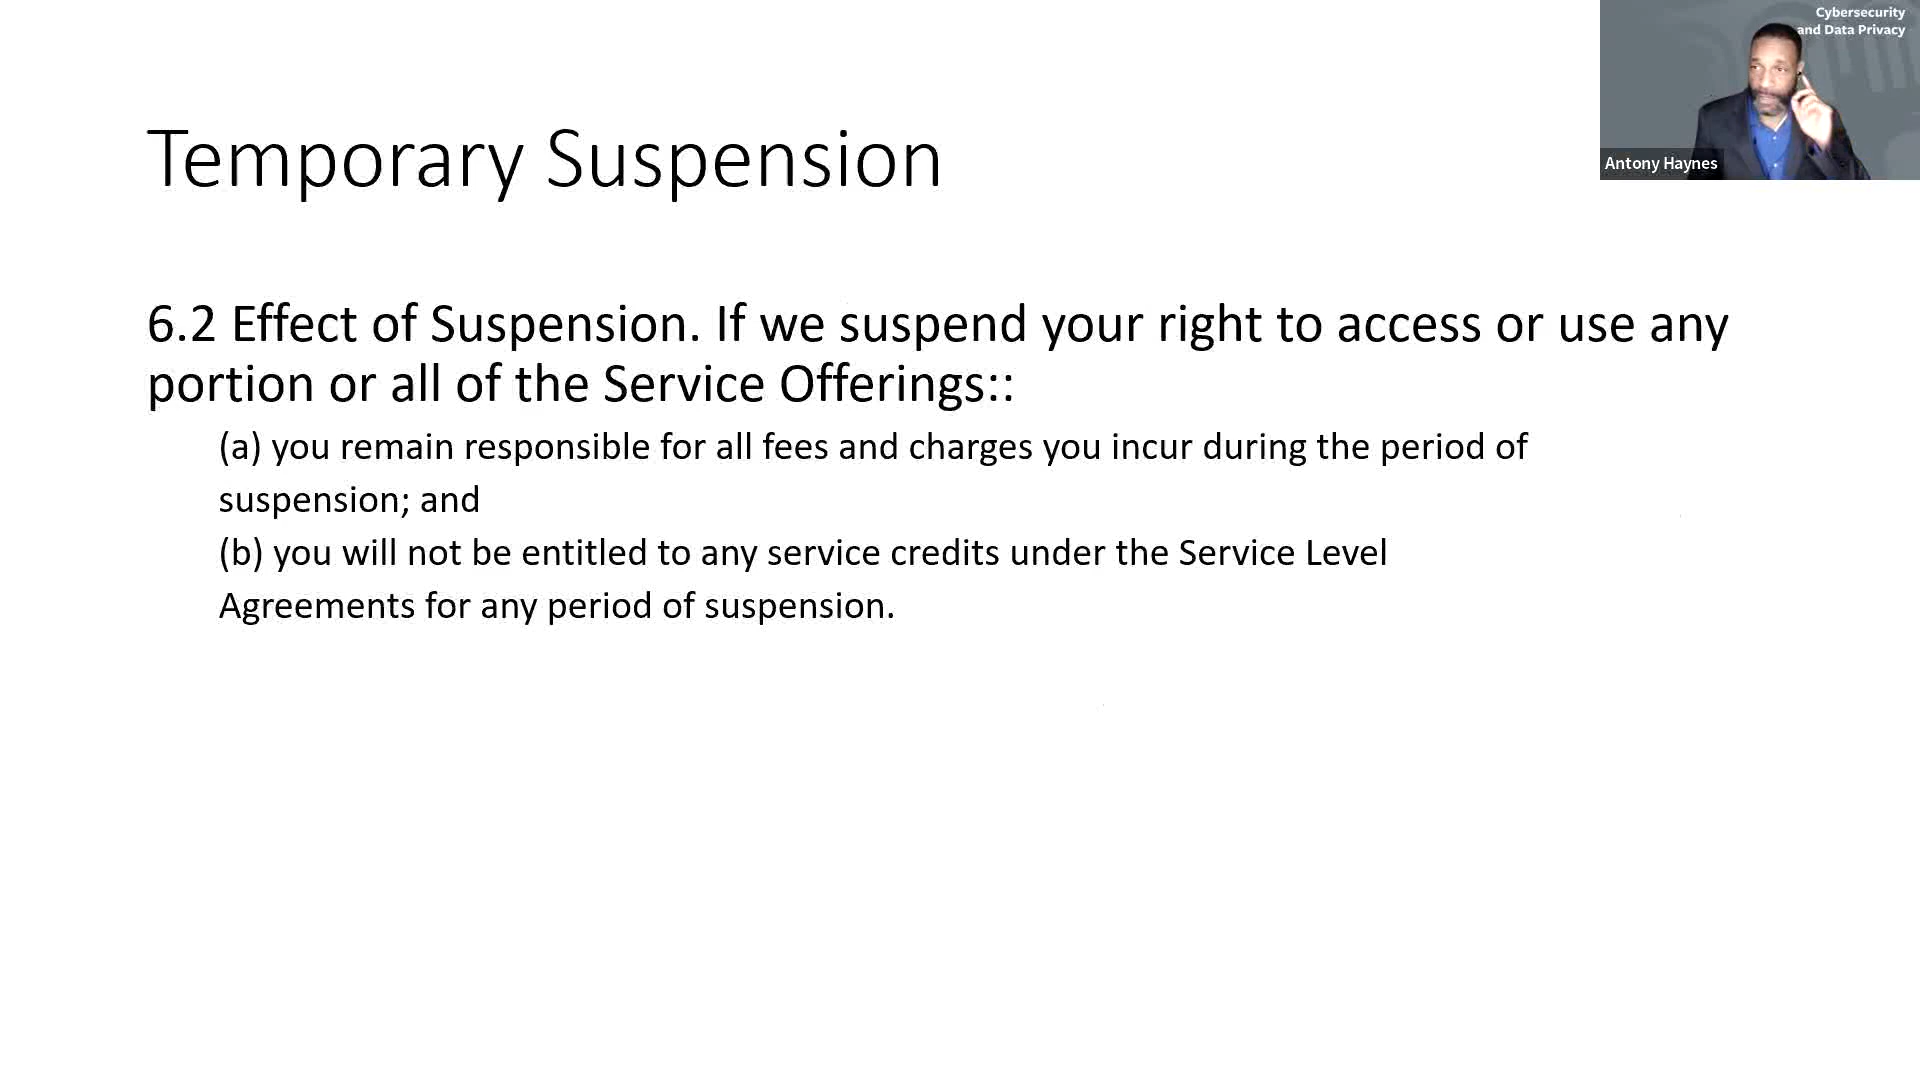 Cybersecurity
and Data Privacy
Antony Haynes
Temporary Suspension
6.2 Effect of Suspension. If we suspend your right to access or use any
portion or all of the Service Offerings::
(a) you remain responsible for all fees and charges you incur during the period of
suspension; and
(b) you will not be entitled to any service credits under the Service Level
Agreements for any period of suspension.